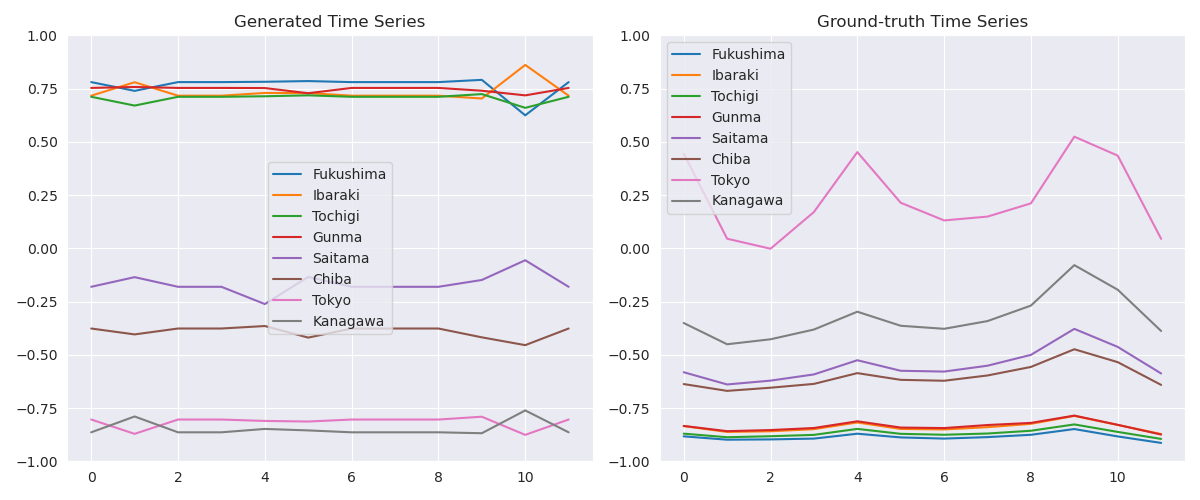 Generated Time Series
1.00
0.75
0.50
0.25
0.00
−0.25
−0.50
−0.75
−1.00
0 2 4 6 8 10
Fukushima
Ibaraki
Tochigi
Gunma
Saitama
Chiba
Tokyo
Kanagawa
Ground-truth Time Series
1.00
0.75
0.50
0.25
0.00
−0.25
−0.50
−0.75
−1.00
0 2 4 6 8 10
Fukushima
Ibaraki
Tochigi
Gunma
Saitama
Chiba
Tokyo
Kanagawa